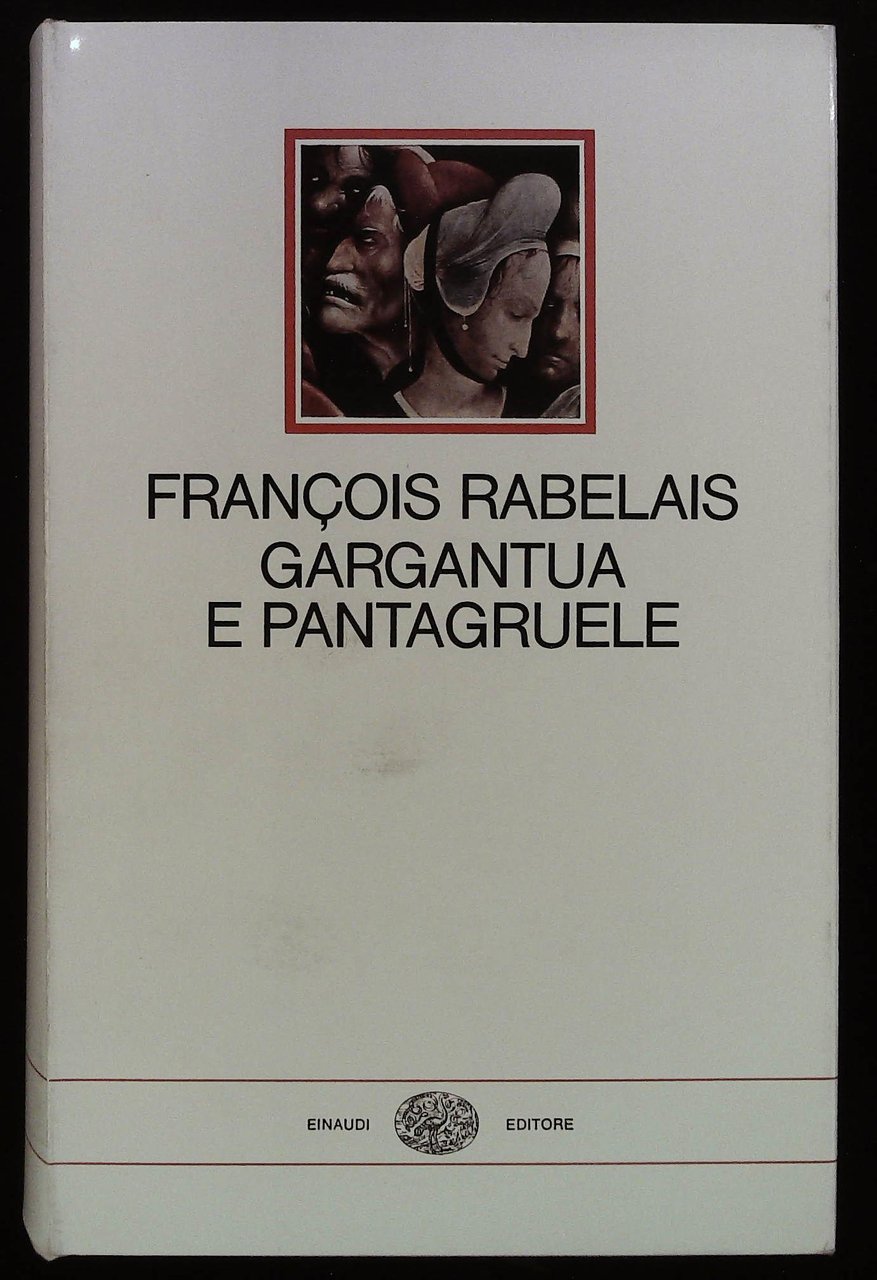 FRANÇOIS RABELAIS
GARGANTUA
E PANTAGRUELE
EINAUDI EDITORE